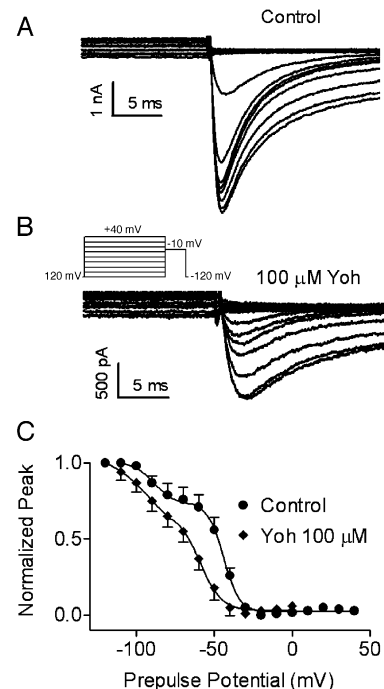 A
Control
1 nA
5 ms
B
+40 mV
-10 mV
120 mV
-120 mV
100 µM Yoh
500 pA
5 ms
C
Normalized Peak
1.0
0.5
0.0
Control
Yoh 100 µM
-100
-50
0
Prepulse Potential (mV)